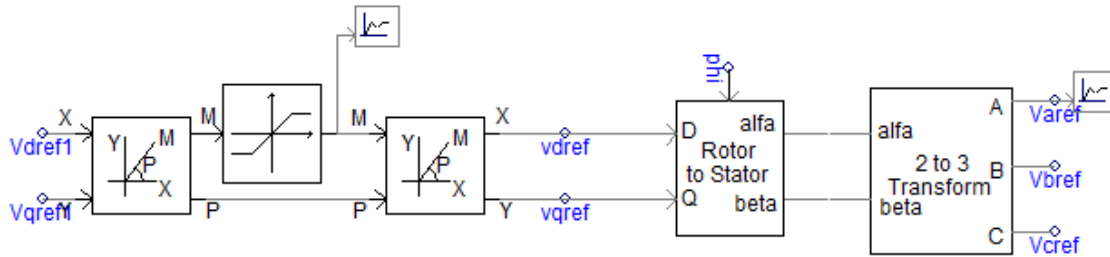 X
Vdref1
Y
Vqref1
Y
M
P
X
M
P
M
P
Y
M
P
X
X
Y
vdref
vqref
phi
D
alfa
Rotor
to Stator
Q
beta
alfa
2 to 3
Transform
beta
A
B
C
Varef
Vbref
Vcref